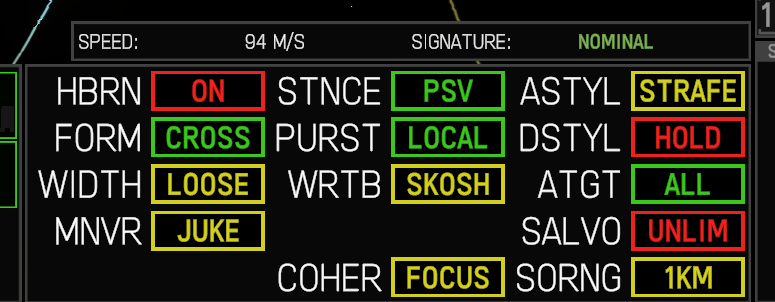 SPEED: 94 M/S SIGNATURE: NOMINAL
HBRN ON STNCE PSV ASTYL STRAFE
FORM CROSS PURST LOCAL DSTYL HOLD
WIDTH LOOSE WRTB SKOSH ATGT ALL
MNVR JUKE SALVO UNLIM
COHER FOCUS SORNG 1KM